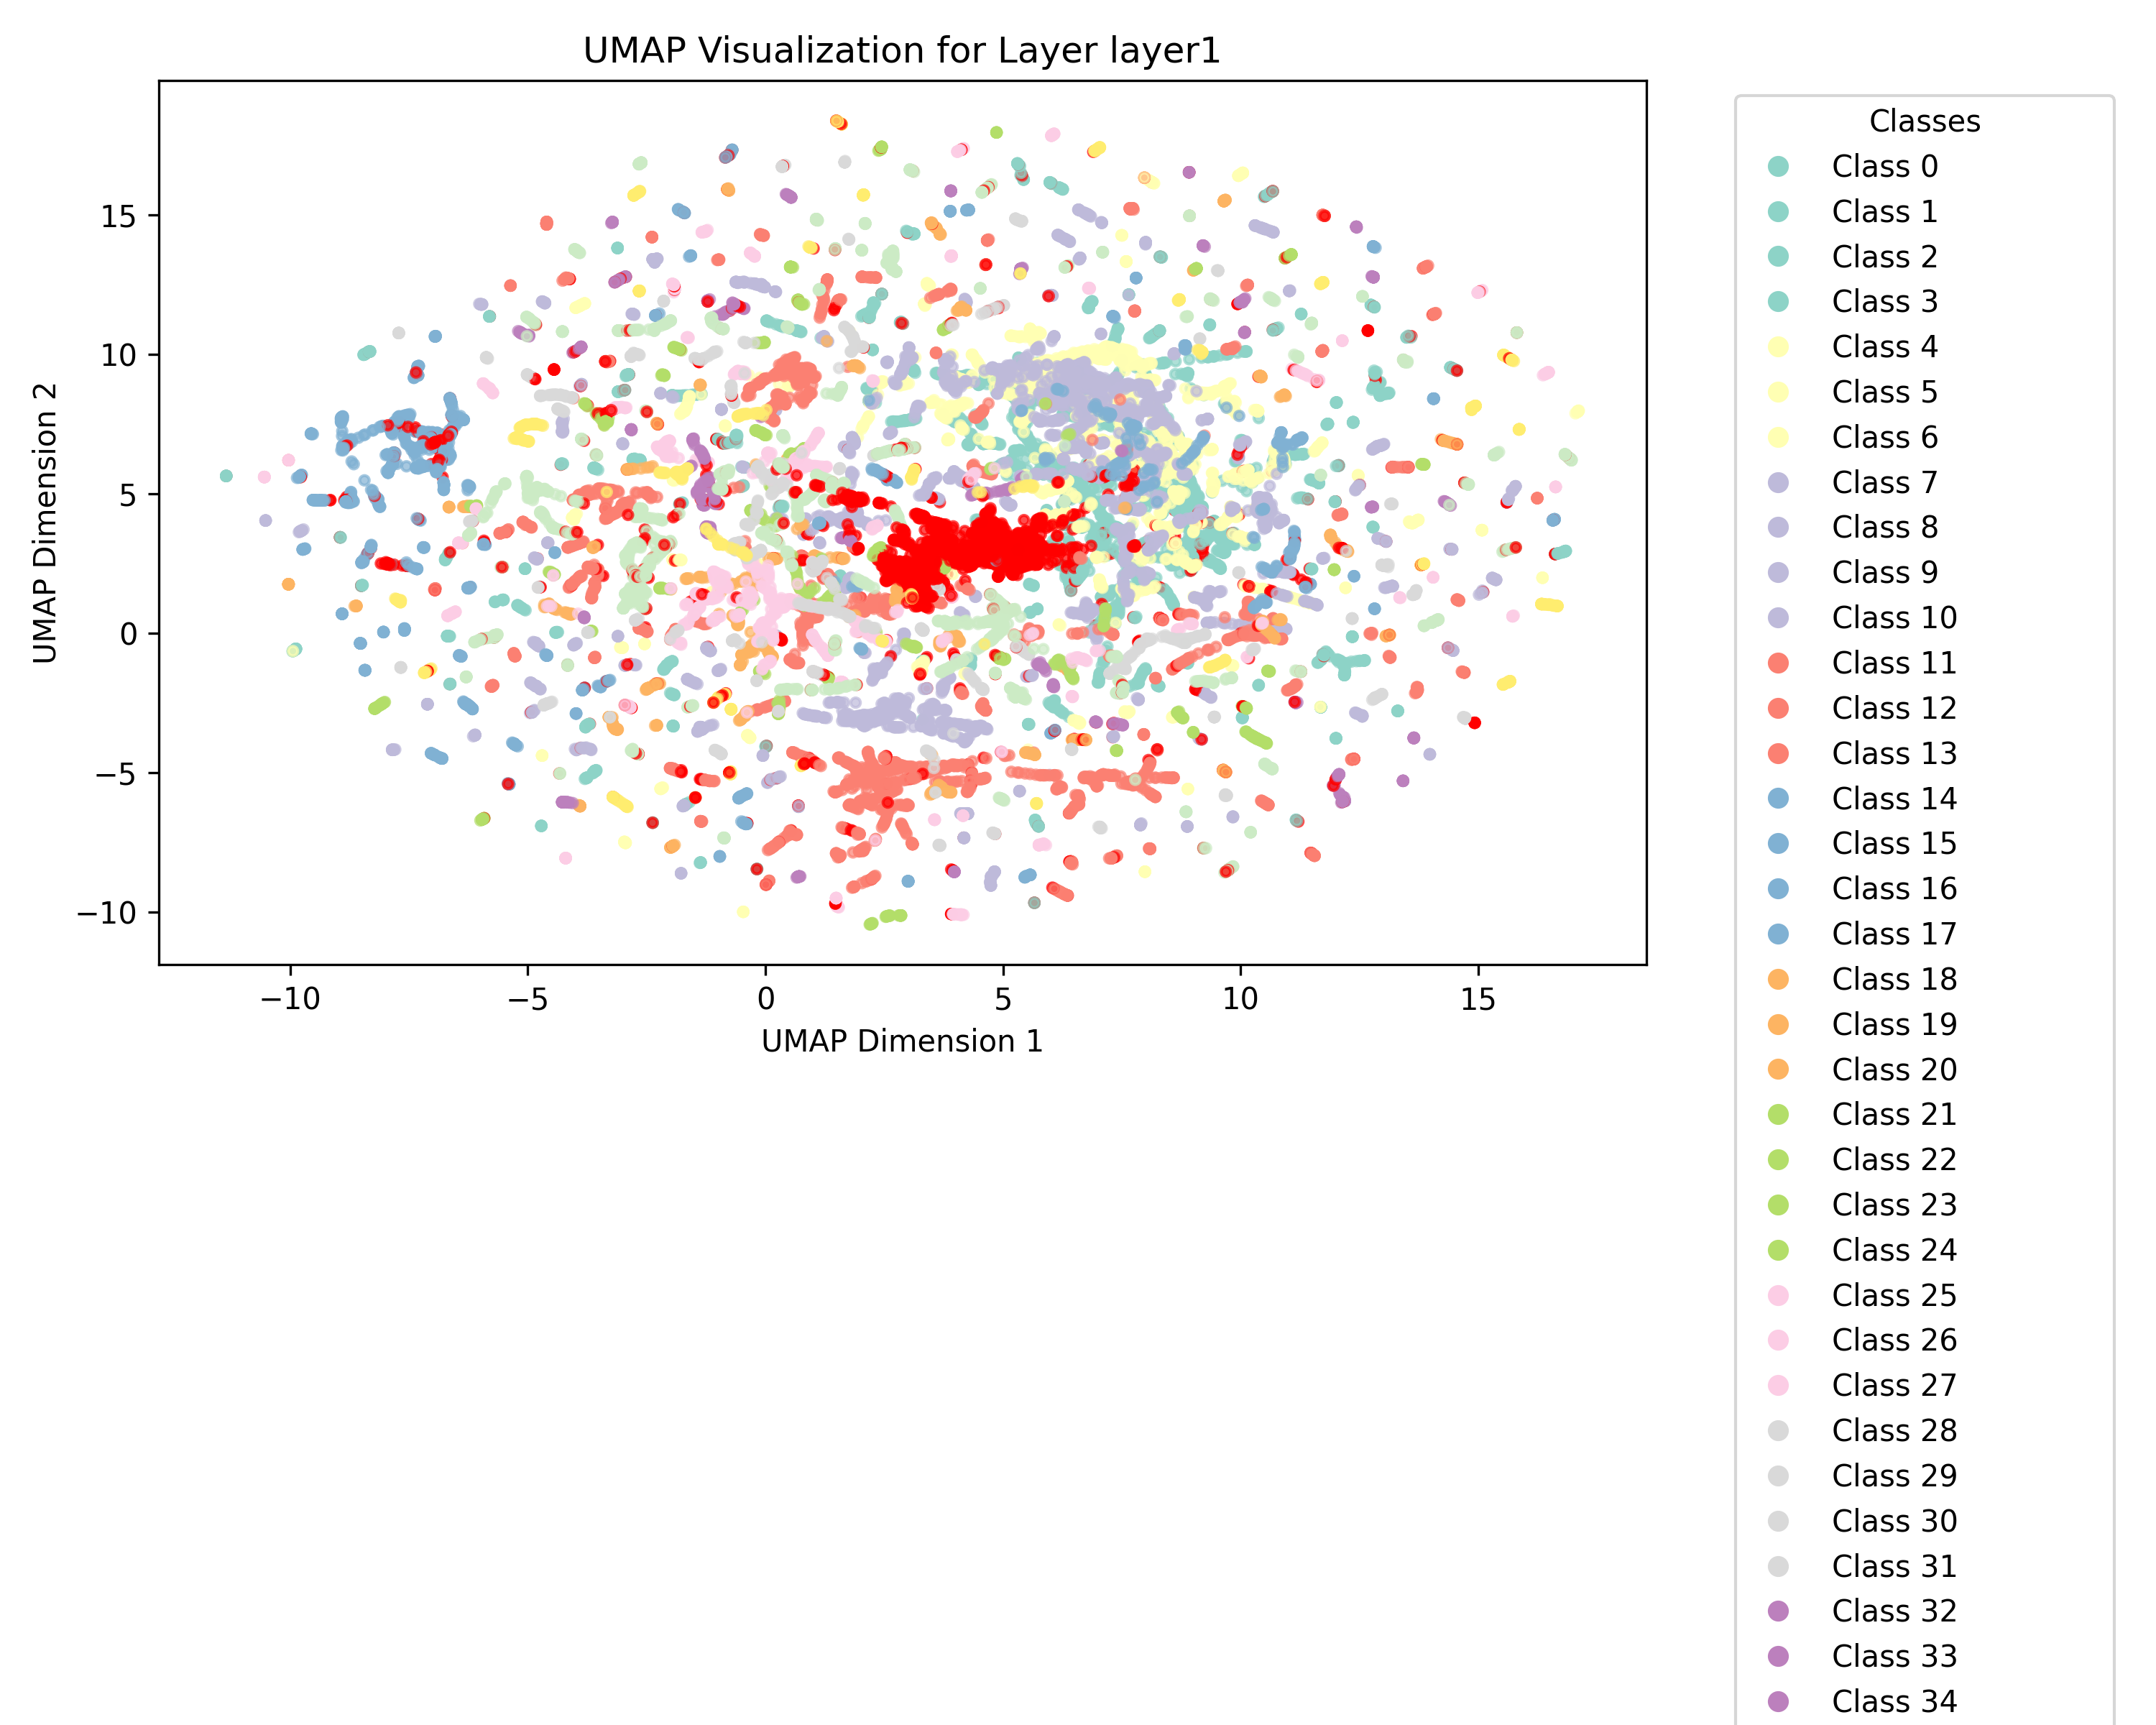 UMAP Visualization for Layer layer1
UMAP Dimension 2
15
10
5
0
−5
−10
−10
−5
0
5
10
15
UMAP Dimension 1
Classes
Class 0
Class 1
Class 2
Class 3
Class 4
Class 5
Class 6
Class 7
Class 8
Class 9
Class 10
Class 11
Class 12
Class 13
Class 14
Class 15
Class 16
Class 17
Class 18
Class 19
Class 20
Class 21
Class 22
Class 23
Class 24
Class 25
Class 26
Class 27
Class 28
Class 29
Class 30
Class 31
Class 32
Class 33
Class 34